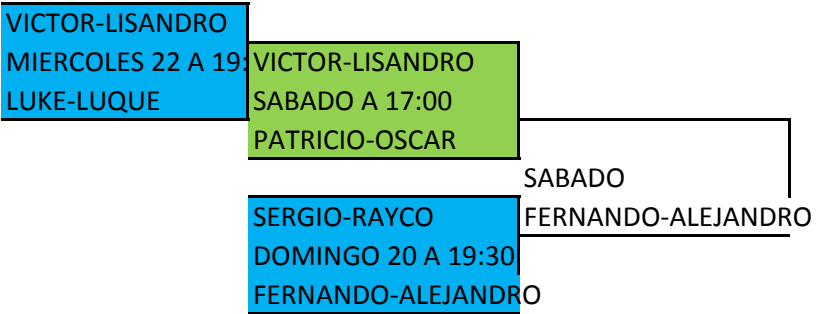 VICTOR-LISANDRO
MIERCOLES 22 A 19:
LUKE-LUQUE
VICTOR-LISANDRO
SABADO A 17:00
PATRICIO-OSCAR
SERGIO-RAYCO
DOMINGO 20 A 19:30
FERNANDO-ALEJANDRO
SABADO
FERNANDO-ALEJANDRO